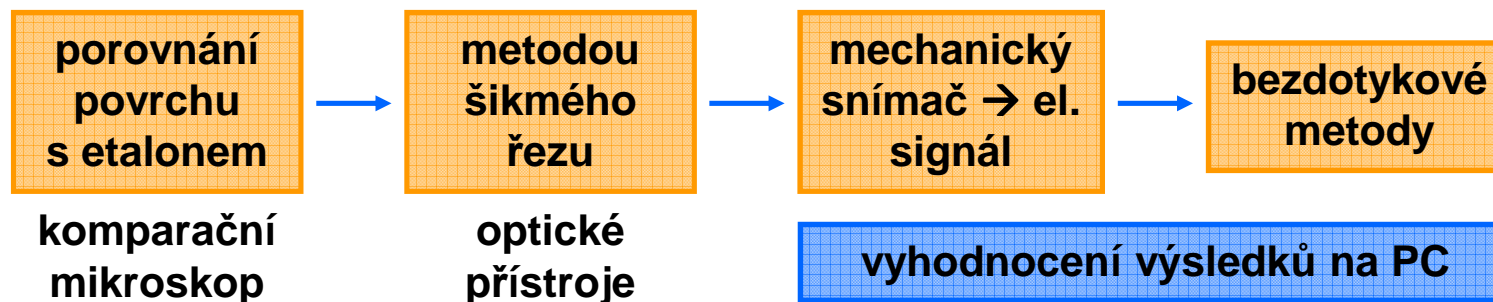 porovnání
povrchu
s etalonem
metodou
šikmého
řezu
mechanický
snímač → el.
signál
bezdotykové
metody
komparační
mikroskop
optické
přístroje
vyhodnocení výsledků na PC